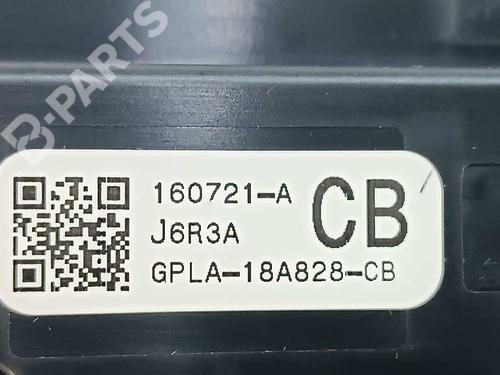 B-PARTS
160721-A
CB
J6R3A
GPLA-18A828-CB